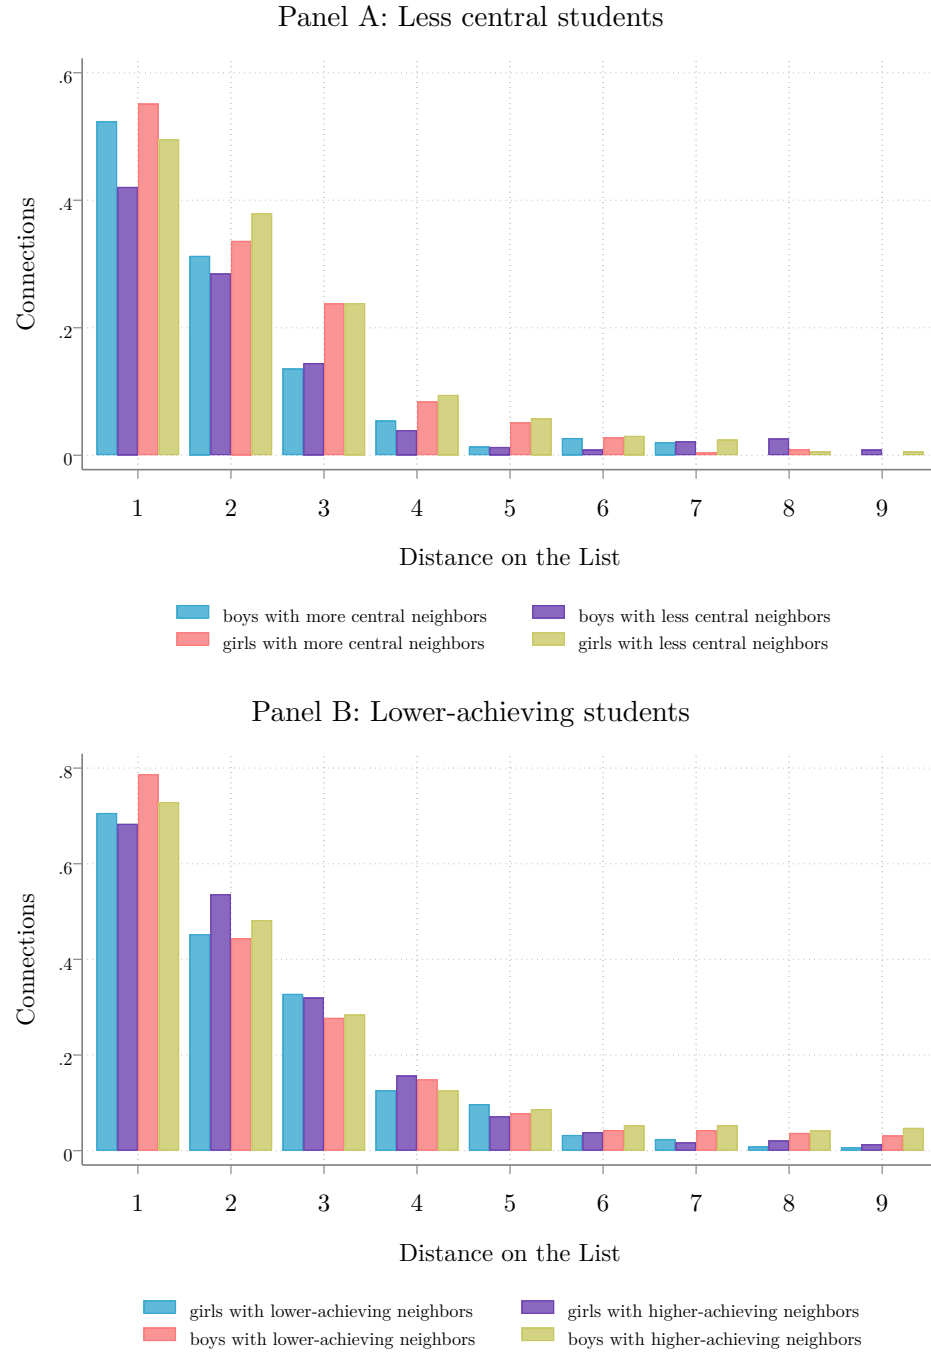 Panel A: Less central students
.6
.4
.2
0
Connections
1 2 3 4 5 6 7 8 9
Distance on the List
boys with more central neighbors boys with less central neighbors
girls with more central neighbors girls with less central neighbors
Panel B: Lower-achieving students
.8
.6
.4
.2
0
Connections
1 2 3 4 5 6 7 8 9
Distance on the List
girls with lower-achieving neighbors girls with higher-achieving neighbors
boys with lower-achieving neighbors boys with higher-achieving neighbors